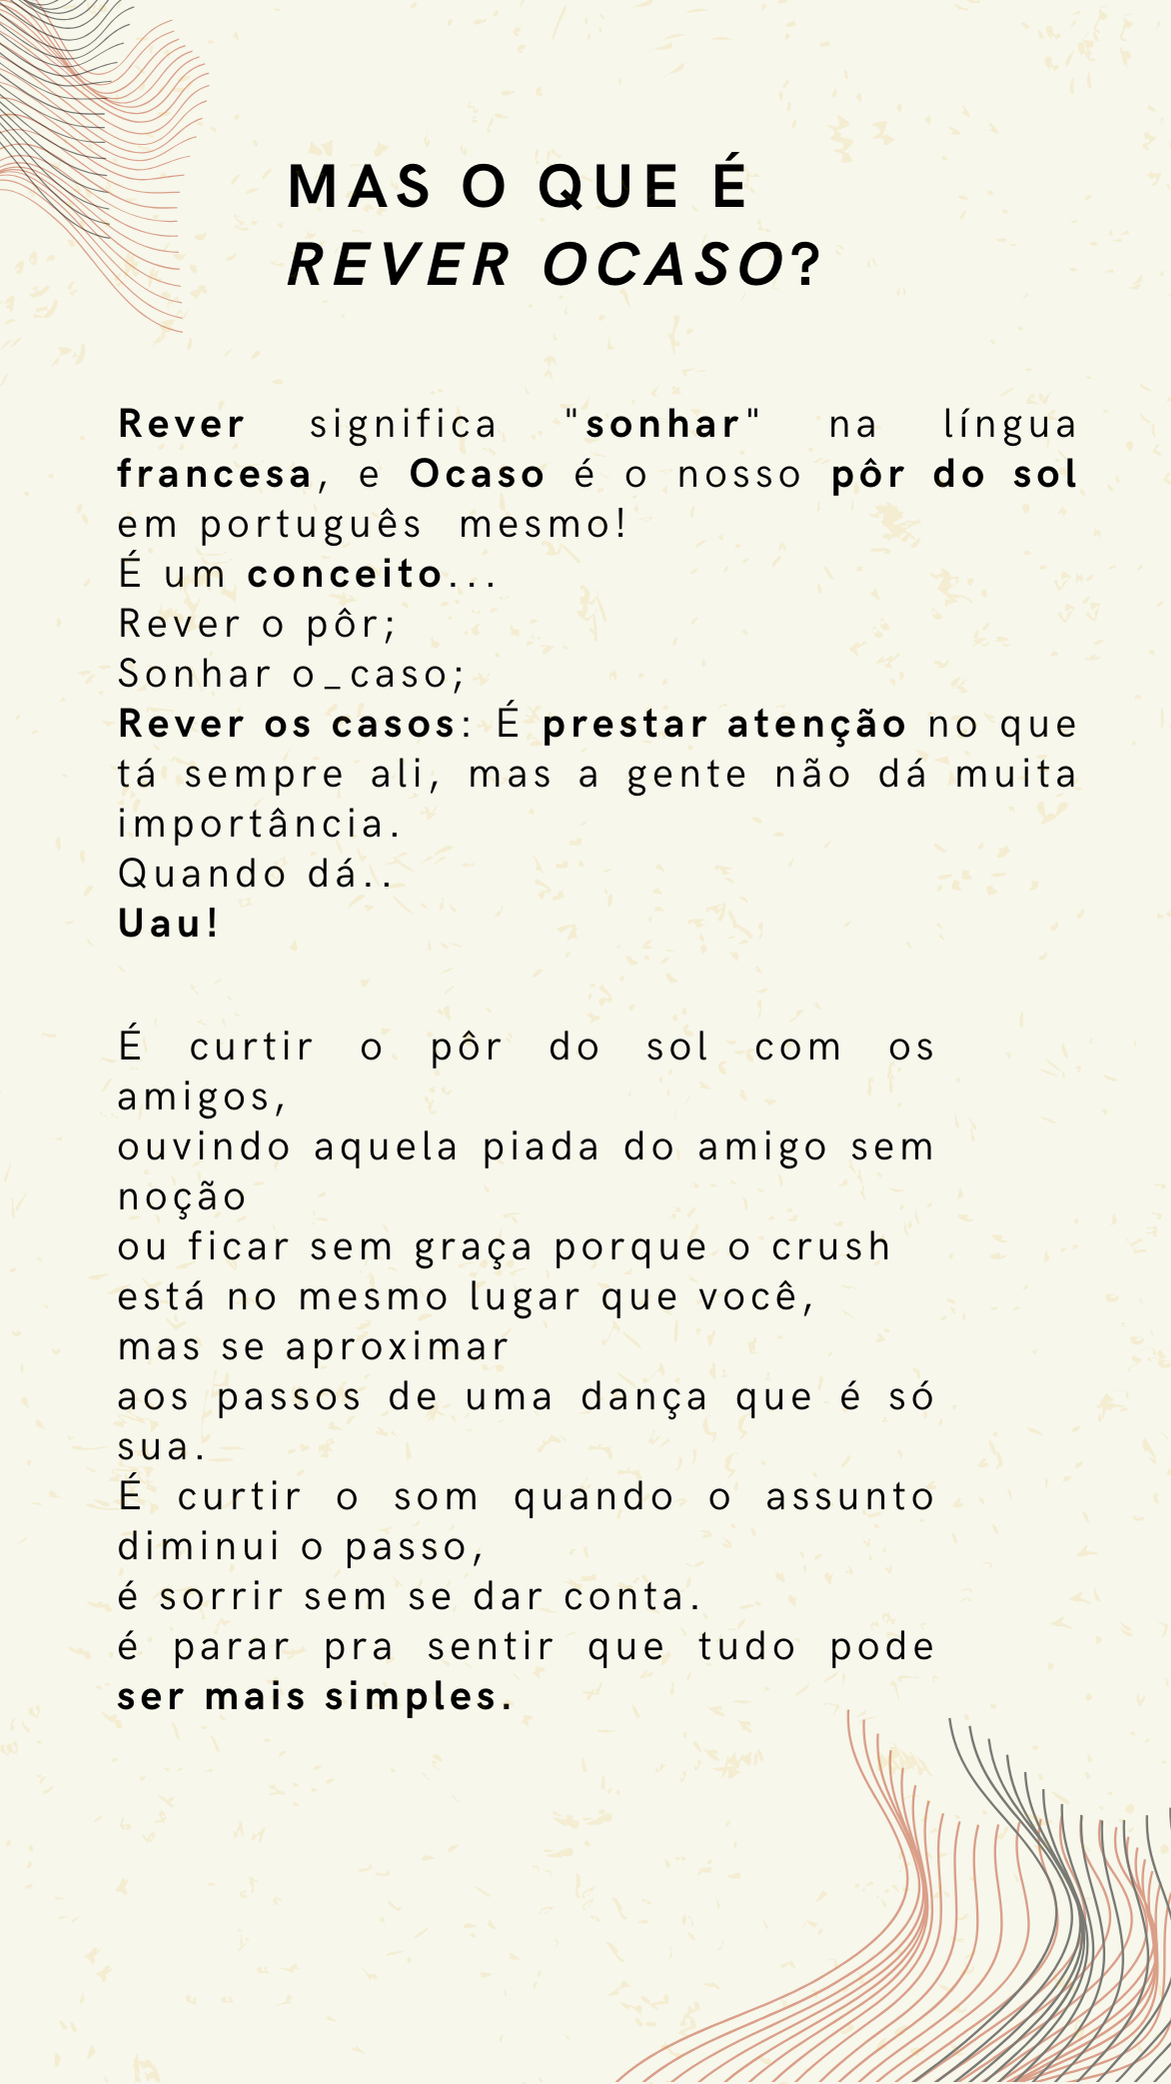 MAS O QUE É
REVER OCASO?
Rever significa "sonhar" na língua
francesa, e Ocaso é o nosso pôr do sol
em português mesmo!
É um conceito...
Rever o pôr;
Sonhar o_caso;
Rever os casos: É prestar atenção no que
tá sempre ali, mas a gente não dá muita
importância.
Quando dá..
Uau!
É curtir o pôr do sol com os
amigos,
ouvindo aquela piada do amigo sem
noção
ou ficar sem graça porque o crush
está no mesmo lugar que você,
mas se aproximar
aos passos de uma dança que é só
sua.
É curtir o som quando o assunto
diminui o passo,
é sorrir sem se dar conta.
é parar pra sentir que tudo pode
ser mais simples.